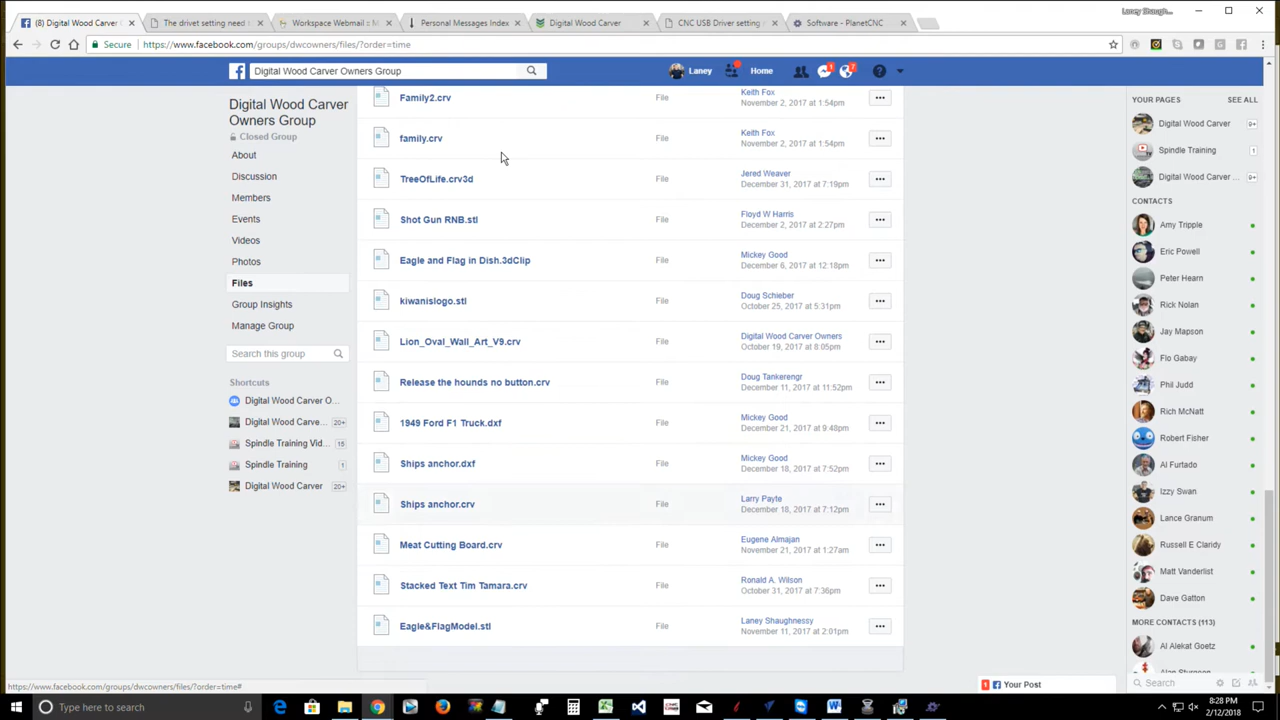 Laney Shaugh...
(8) Digital Wood Carver
The drivet setting need
Workspace Webmail :: M
Personal Messages Index
Digital Wood Carver
CNC USB Driver setting
Software - PlanetCNC
Secure https://www.facebook.com/groups/dwcowners/files/?order=time
Digital Wood Carver Owners Group
Laney
Home
1
7
Digital Wood Carver
Owners Group
Closed Group
About
Discussion
Members
Events
Videos
Photos
Files
Group Insights
Manage Group
Search this group
Shortcuts
Digital Wood Carver O...
Digital Wood Carve... 20+
Spindle Training Vid... 15
Spindle Training 1
Digital Wood Carver 20+
Family2.crv File Keith Fox
November 2, 2017 at 1:54pm
family.crv File Keith Fox
November 2, 2017 at 1:54pm
TreeOfLife.crv3d File Jered Weaver
December 31, 2017 at 7:19pm
Shot Gun RNB.stl File Floyd W Harris
December 2, 2017 at 2:27pm
Eagle and Flag in Dish.3dClip File Mickey Good
December 6, 2017 at 12:18pm
kiwanislogo.stl File Doug Schieber
October 25, 2017 at 5:31pm
Lion_Oval_Wall_Art_V9.crv File Digital Wood Carver Owners
October 19, 2017 at 8:05pm
Release the hounds no button.crv File Doug Tankerengr
December 11, 2017 at 11:52pm
1949 Ford F1 Truck.dxf File Mickey Good
December 21, 2017 at 9:48pm
Ships anchor.dxf File Mickey Good
December 18, 2017 at 7:52pm
Ships anchor.crv File Larry Payte
December 18, 2017 at 7:12pm
Meat Cutting Board.crv File Eugene Almajan
November 21, 2017 at 1:27am
Stacked Text Tim Tamara.crv File Ronald A. Wilson
October 31, 2017 at 7:36pm
Eagle&FlagModel.stl File Laney Shaughnessy
November 11, 2017 at 2:01pm
YOUR PAGES SEE ALL
Digital Wood Carver 9+
Spindle Training 1
Digital Wood Carver ... 9+
CONTACTS
Amy Tripple
Eric Powell
Peter Hearn
Rick Nolan
Jay Mapson
Flo Gabay
Phil Judd
Rich McNatt
Robert Fisher
Al Furtado
Izzy Swan
Lance Granum
Russell E Claridy
Matt Vanderlist
Dave Gatton
MORE CONTACTS (113)
Al Alekat Goetz
Search
1 Your Post
https://www.facebook.com/groups/dwcowners/files/?order=time#
Type here to search
8:28 PM
2/12/2018